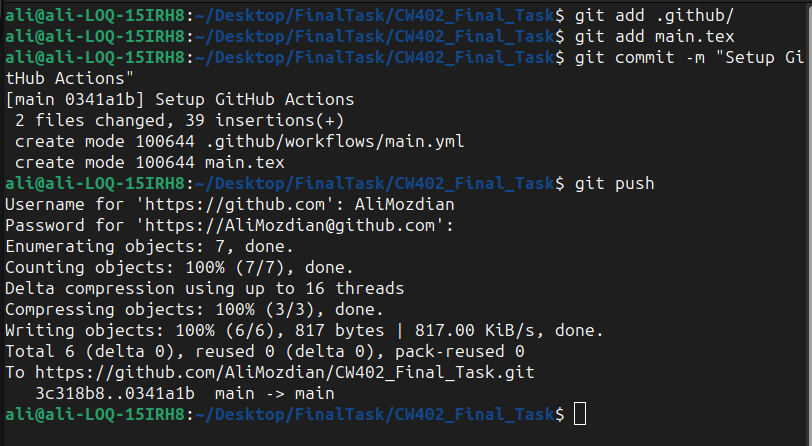 ali@ali-LOQ-15IRH8:~/Desktop/FinalTask/CW402_Final_Task$ git add .github/
ali@ali-LOQ-15IRH8:~/Desktop/FinalTask/CW402_Final_Task$ git add main.tex
ali@ali-LOQ-15IRH8:~/Desktop/FinalTask/CW402_Final_Task$ git commit -m "Setup Gi
tHub Actions"
[main 0341a1b] Setup GitHub Actions
 2 files changed, 39 insertions(+)
 create mode 100644 .github/workflows/main.yml
 create mode 100644 main.tex
ali@ali-LOQ-15IRH8:~/Desktop/FinalTask/CW402_Final_Task$ git push
Username for 'https://github.com': AliMozdian
Password for 'https://AliMozdian@github.com':
Enumerating objects: 7, done.
Counting objects: 100% (7/7), done.
Delta compression using up to 16 threads
Compressing objects: 100% (3/3), done.
Writing objects: 100% (6/6), 817 bytes | 817.00 KiB/s, done.
Total 6 (delta 0), reused 0 (delta 0), pack-reused 0
To https://github.com/AliMozdian/CW402_Final_Task.git
   3c318b8..0341a1b  main -> main
ali@ali-LOQ-15IRH8:~/Desktop/FinalTask/CW402_Final_Task$